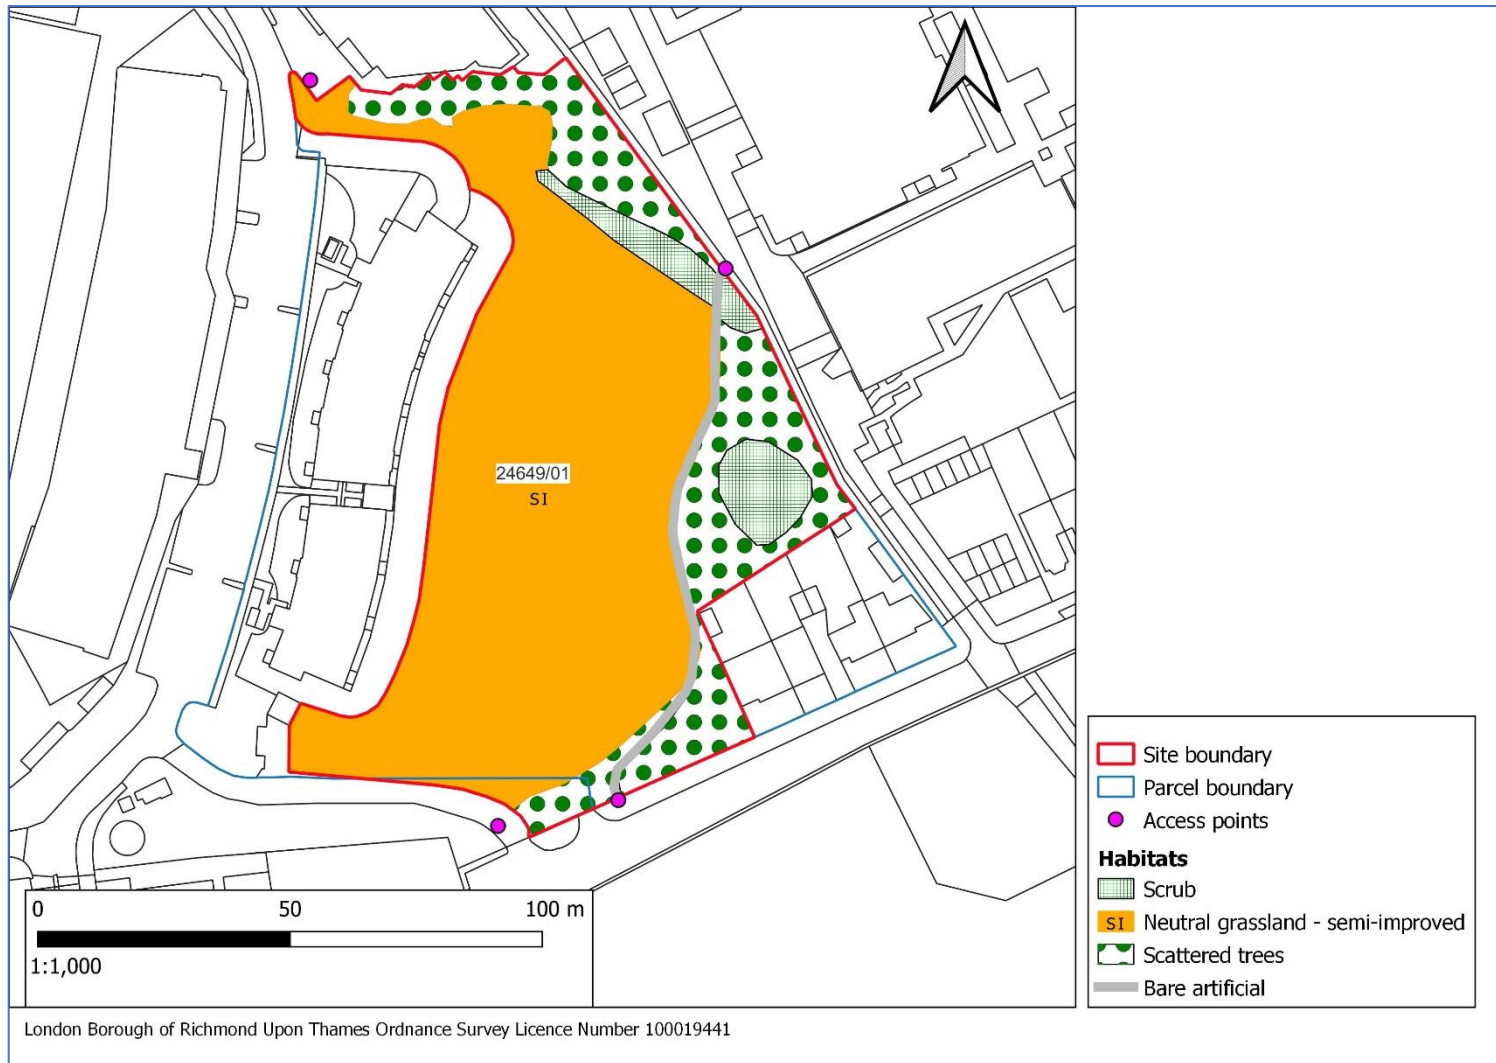 24649/01
SI
0 50 100 m
1:1,000
Site boundary
Parcel boundary
Access points
Habitats
Scrub
SI Neutral grassland - semi-improved
Scattered trees
Bare artificial
London Borough of Richmond Upon Thames Ordnance Survey Licence Number 100019441